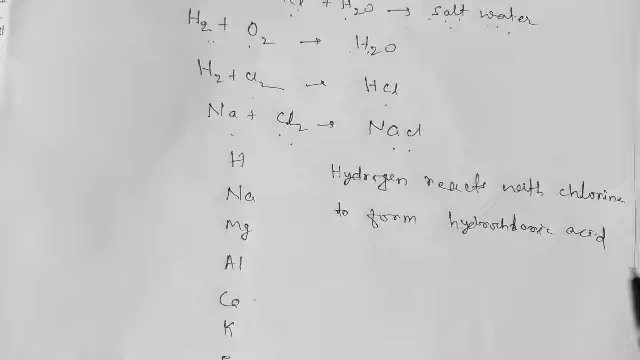 + H2O → salt water
H2 + O2 → H2O
H2 + Cl2 → HCl
Na + Cl2 → NaCl
H
Hydrogen reacts with chlorine
Na
to form hydrochloric acid
Mg
Al
Ca
K